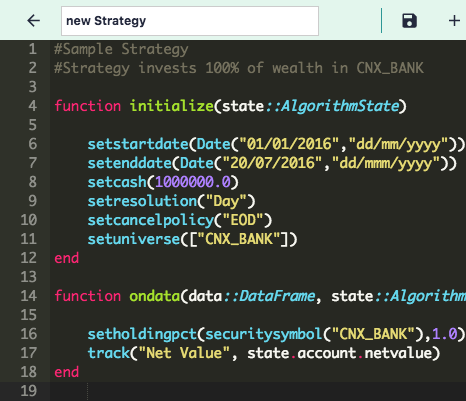 new Strategy
1 #Sample Strategy
2 #Strategy invests 100% of wealth in CNX_BANK
3
4 function initialize(state::AlgorithmState)
5
6 setstartdate(Date("01/01/2016","dd/mm/yyyy"))
7 setenddate(Date("20/07/2016","dd/mmm/yyyy"))
8 setcash(1000000.0)
9 setresolution("Day")
10 setcancelpolicy("EOD")
11 setuniverse(["CNX_BANK"])
12 end
13
14 function ondata(data::DataFrame, state::Algorithm
15
16 setholdingpct(securitysymbol("CNX_BANK"),1.0)
17 track("Net Value", state.account.netvalue)
18 end
19